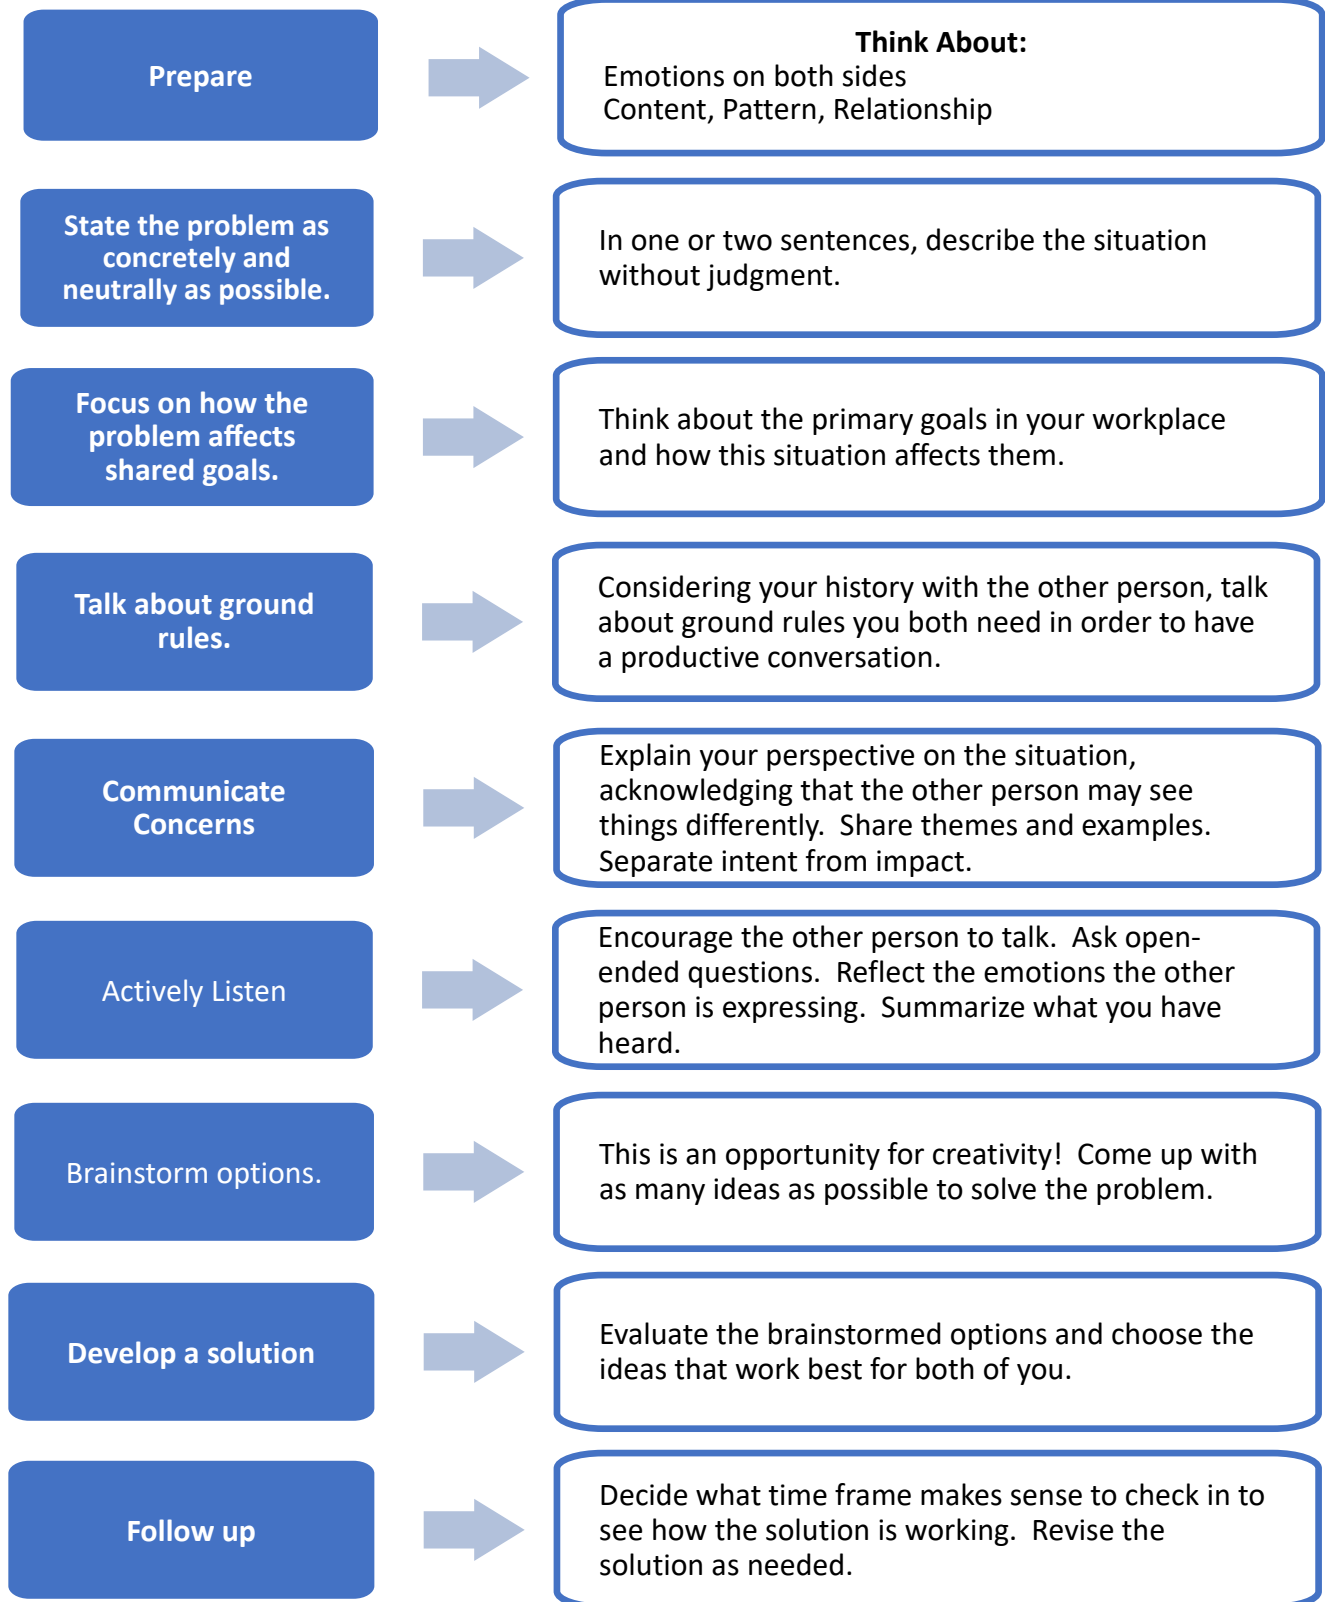 Prepare
Think About:
Emotions on both sides
Content, Pattern, Relationship
State the problem as
concretely and
neutrally as possible.
In one or two sentences, describe the situation
without judgment.
Focus on how the
problem affects
shared goals.
Think about the primary goals in your workplace
and how this situation affects them.
Talk about ground
rules.
Considering your history with the other person, talk
about ground rules you both need in order to have
a productive conversation.
Communicate
Concerns
Explain your perspective on the situation,
acknowledging that the other person may see
things differently.  Share themes and examples.
Separate intent from impact.
Actively Listen
Encourage the other person to talk.  Ask open-
ended questions.  Reflect the emotions the other
person is expressing.  Summarize what you have
heard.
Brainstorm options.
This is an opportunity for creativity!  Come up with
as many ideas as possible to solve the problem.
Develop a solution
Evaluate the brainstormed options and choose the
ideas that work best for both of you.
Follow up
Decide what time frame makes sense to check in to
see how the solution is working.  Revise the
solution as needed.